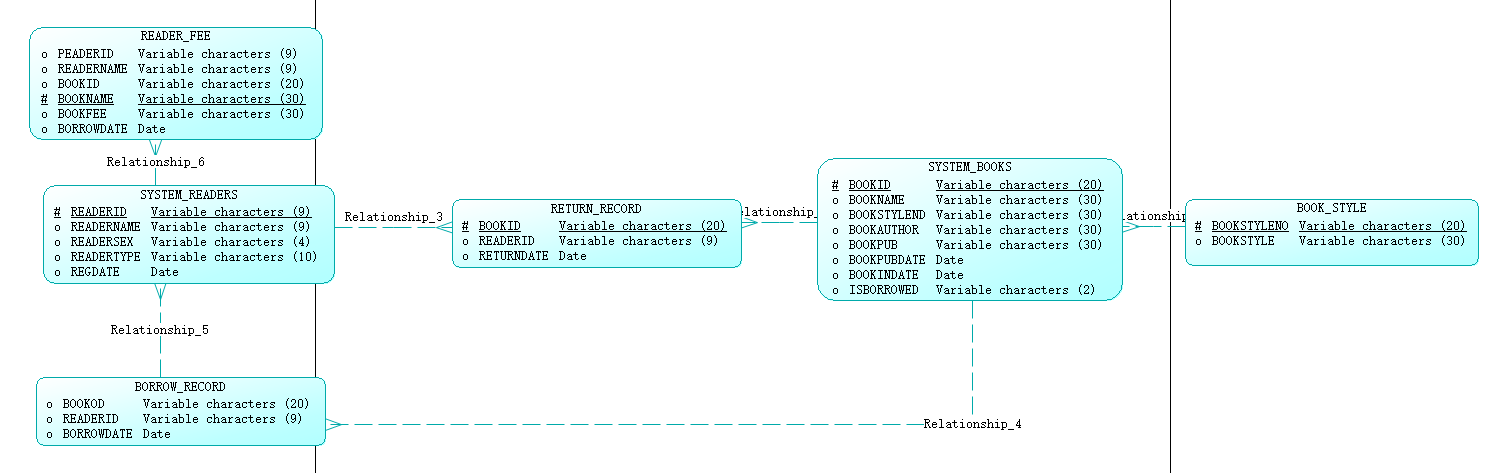 READER_FEE
o PEADERID Variable characters (9)
o READERNAME Variable characters (9)
o BOOKID Variable characters (20)
# BOOKNAME Variable characters (30)
o BOOKFEE Variable characters (30)
o BORROWDATE Date
Relationship_6
SYSTEM_READERS
# READERID Variable characters (9)
o READERNAME Variable characters (9)
o READERSEX Variable characters (4)
o READERTYPE Variable characters (10)
o REGDATE Date
Relationship_3
RETURN_RECORD
# BOOKID Variable characters (20)
o READERID Variable characters (9)
o RETURNDATE Date
elationship_
SYSTEM_BOOKS
# BOOKID Variable characters (20)
o BOOKNAME Variable characters (30)
o BOOKSTYLEND Variable characters (30)
o BOOKAUTHOR Variable characters (30)
o BOOKPUB Variable characters (30)
o BOOKPUBDATE Date
o BOOKINDATE Date
o ISBORROWED Variable characters (2)
lationship
BOOK_STYLE
# BOOKSTYLENO Variable characters (20)
o BOOKSTYLE Variable characters (30)
Relationship_5
BORROW_RECORD
o BOOKOD Variable characters (20)
o READERID Variable characters (9)
o BORROWDATE Date
Relationship_4